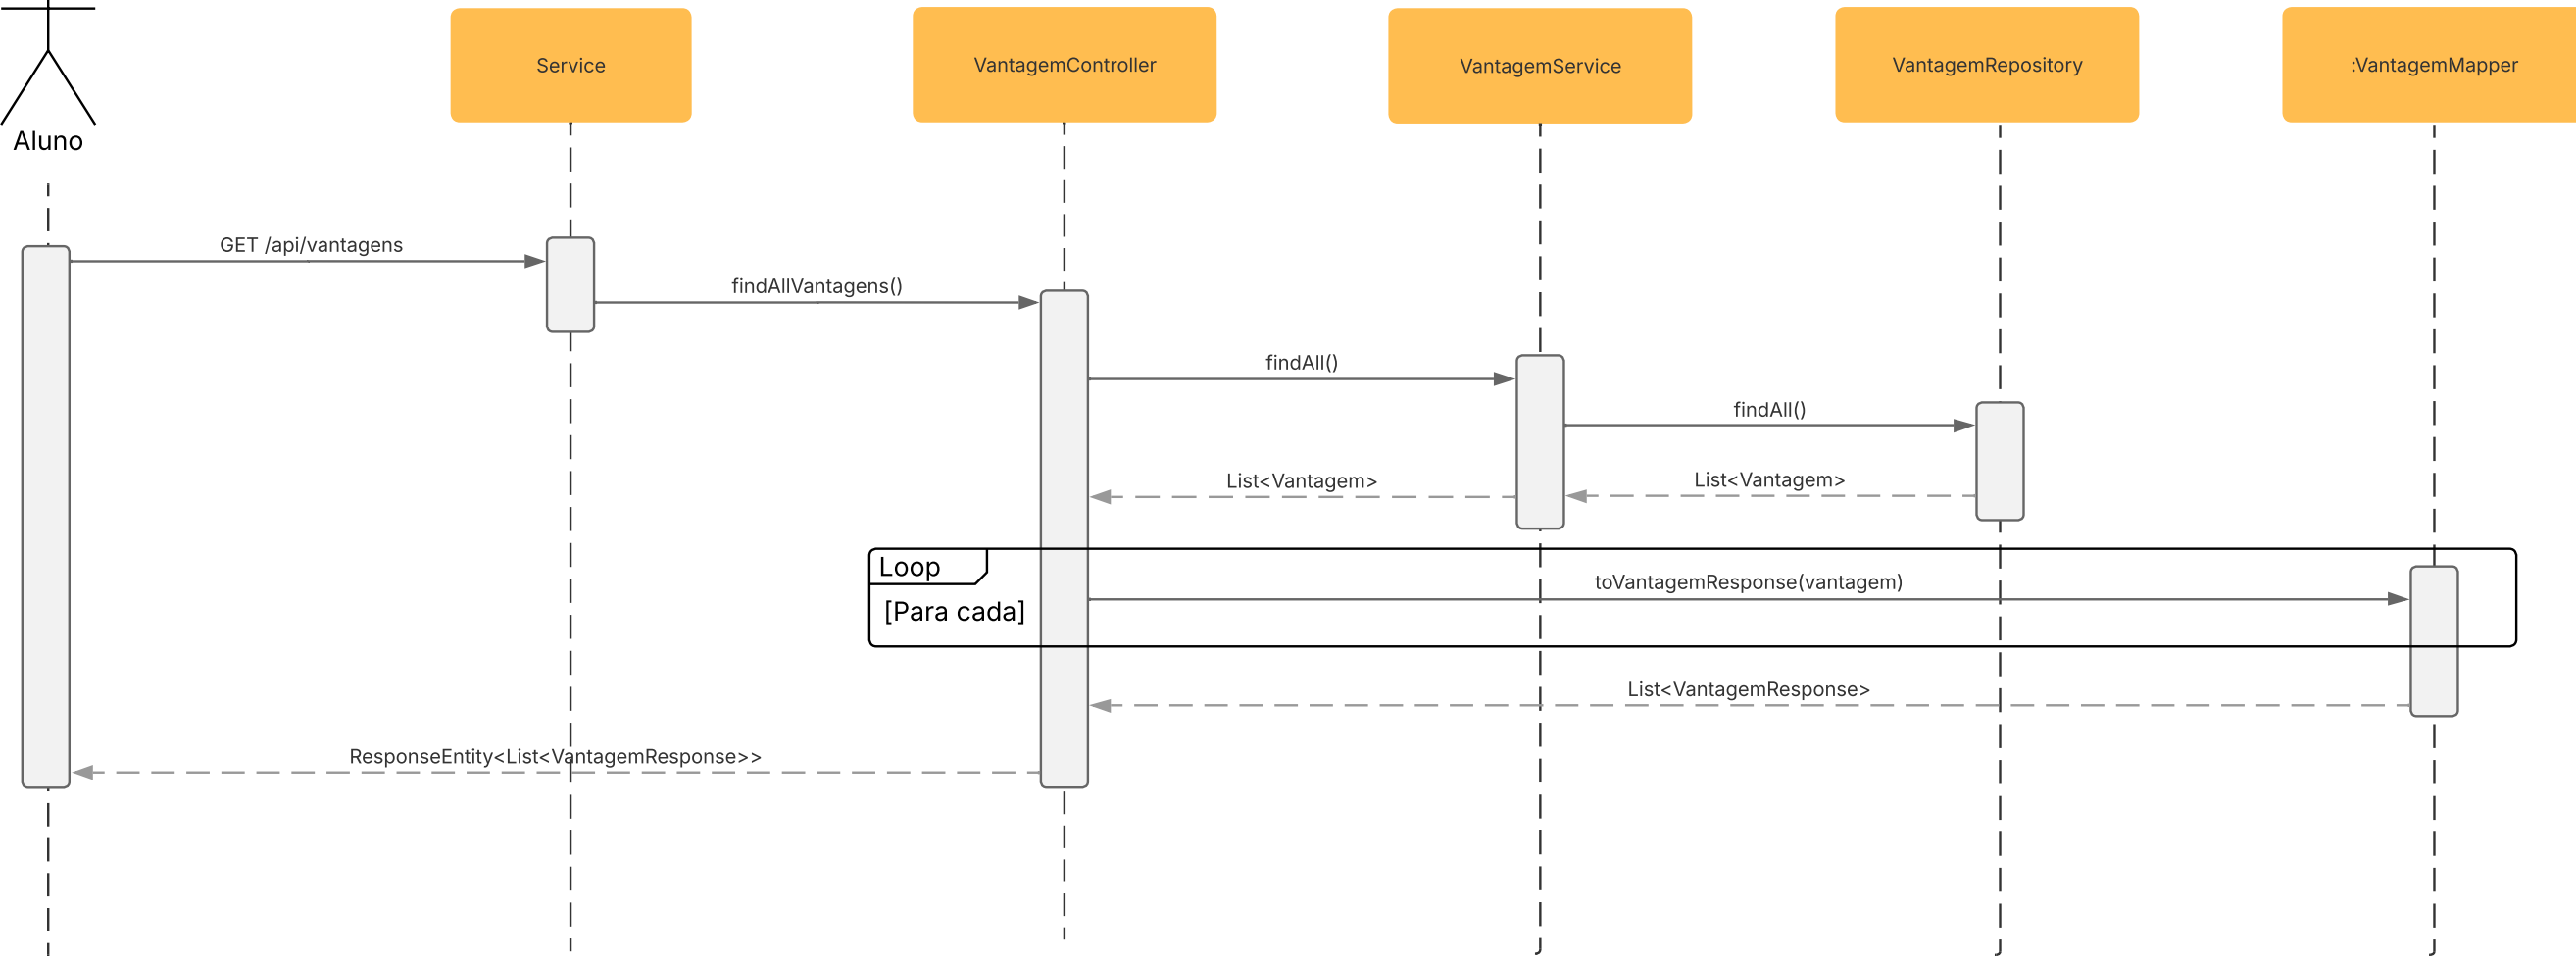 Aluno
Service
VantagemController
VantagemService
VantagemRepository
:VantagemMapper
GET /api/vantagens
findAllVantagens()
findAll()
findAll()
List<Vantagem>
List<Vantagem>
Loop
[Para cada]
toVantagemResponse(vantagem)
List<VantagemResponse>
ResponseEntity<List<VantagemResponse>>